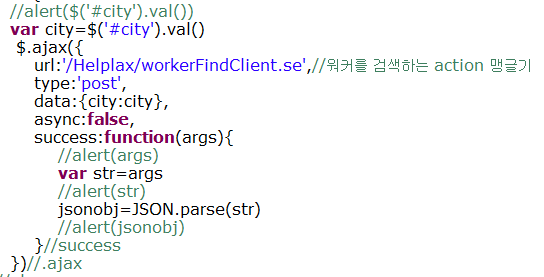 //alert($('#city').val())
var city=$('#city').val()
$.ajax({
url:'/Helplax/workerFindClient.se',//워커를 검색하는 action 맹글기
type:'post',
data:{city:city},
async:false,
success:function(args){
//alert(args)
var str=args
//alert(str)
jsonobj=JSON.parse(str)
//alert(jsonobj)
}//success
})//.ajax